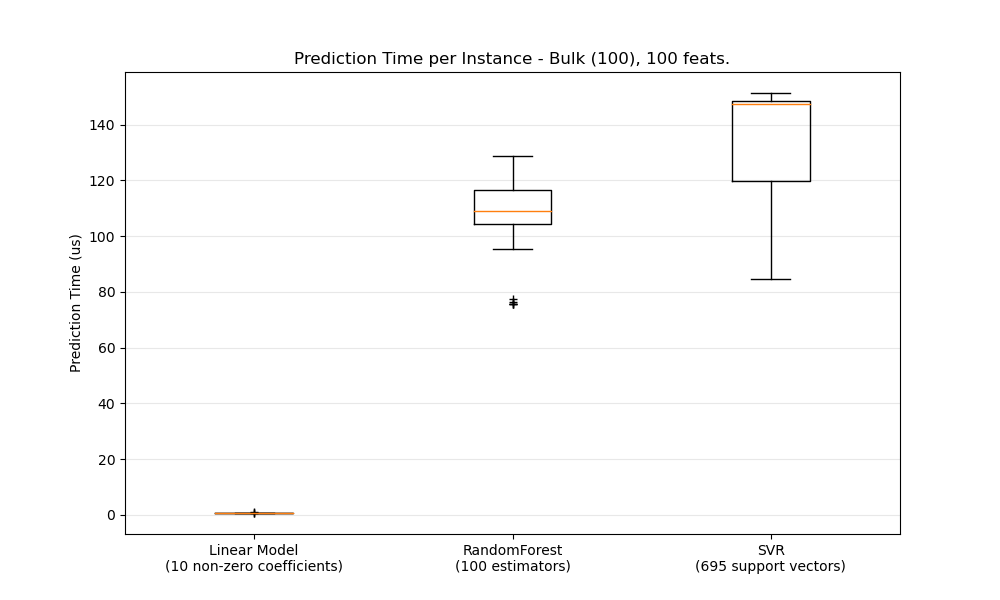 Prediction Time per Instance - Bulk (100), 100 feats.
Prediction Time (us)
140
120
100
80
60
40
20
0
Linear Model
(10 non-zero coefficients)
RandomForest
(100 estimators)
SVR
(695 support vectors)